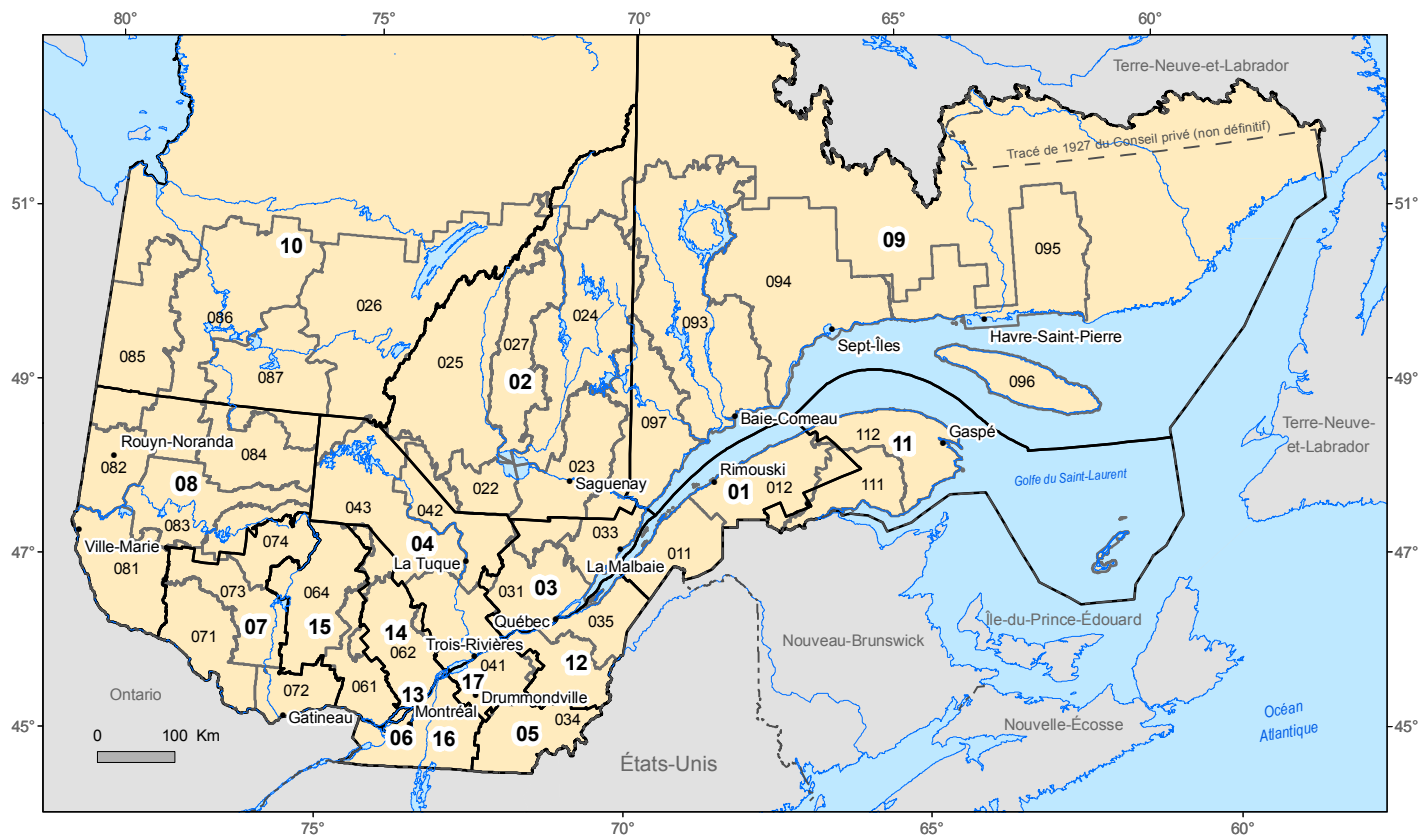 80°
75°
70°
65°
60°
Terre-Neuve-et-Labrador
Tracé de 1927 du Conseil privé (non définitif)
51°
51°
10
09
095
094
026
024
086
093
027
Havre-Saint-Pierre
Sept-Îles
085
025
087
02
096
49°
49°
097
Baie-Comeau
Terre-Neuve-
et-Labrador
Rouyn-Noranda
112
Gaspé
11
084
082
023
Rimouski
Golfe du Saint-Laurent
08
Saguenay
01
012
111
022
043
042
083
033
074
04
Ville-Marie
011
47°
47°
La Tuque
La Malbaie
081
073
064
031
03
Île-du-Prince-Édouard
Québec
035
07
15
14
071
062
Trois-Rivières
Nouveau-Brunswick
041
12
17
072
061
13
Drummondville
Ontario
Gatineau
Montréal
034
Nouvelle-Écosse
Océan
Atlantique
45°
45°
06
16
05
0
100 Km
États-Unis
75°
70°
65°
60°